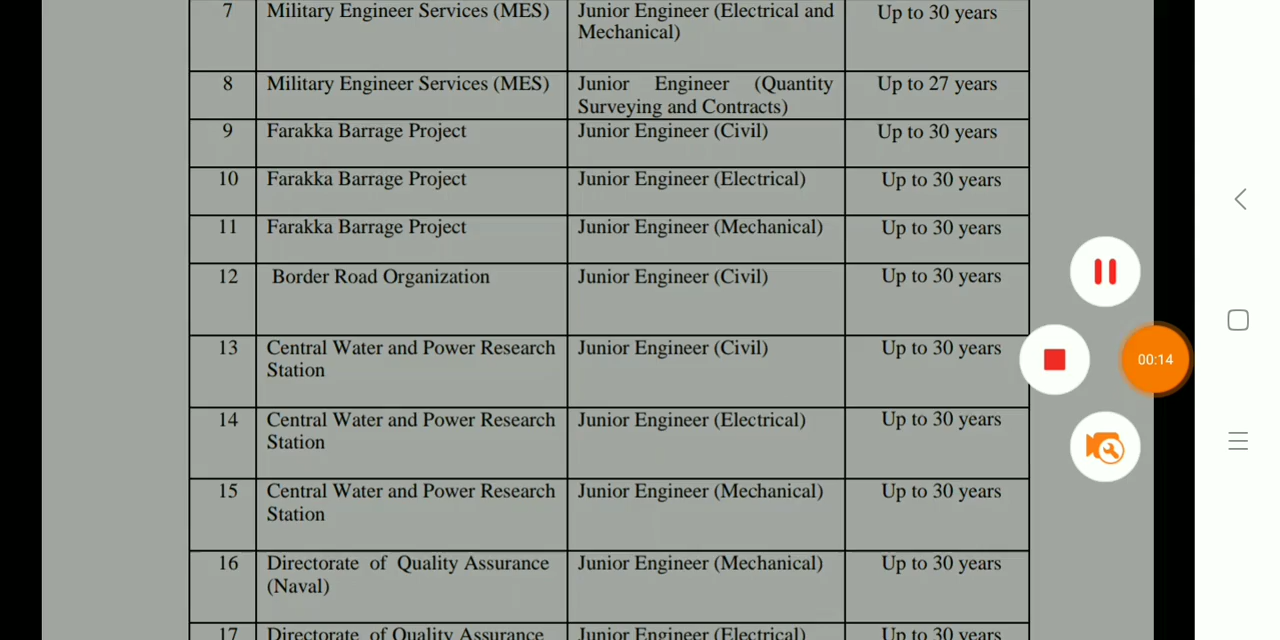 7 Military Engineer Services (MES) Junior Engineer (Electrical and Up to 30 years
Mechanical)
8 Military Engineer Services (MES) Junior Engineer (Quantity Up to 27 years
Surveying and Contracts)
9 Farakka Barrage Project Junior Engineer (Civil) Up to 30 years
10 Farakka Barrage Project Junior Engineer (Electrical) Up to 30 years
11 Farakka Barrage Project Junior Engineer (Mechanical) Up to 30 years
12 Border Road Organization Junior Engineer (Civil) Up to 30 years
13 Central Water and Power Research Junior Engineer (Civil) Up to 30 years
Station
00:14
14 Central Water and Power Research Junior Engineer (Electrical) Up to 30 years
Station
15 Central Water and Power Research Junior Engineer (Mechanical) Up to 30 years
Station
16 Directorate of Quality Assurance Junior Engineer (Mechanical) Up to 30 years
(Naval)
17 Directorate of Quality Assurance Junior Engineer (Electrical) Up to 30 years